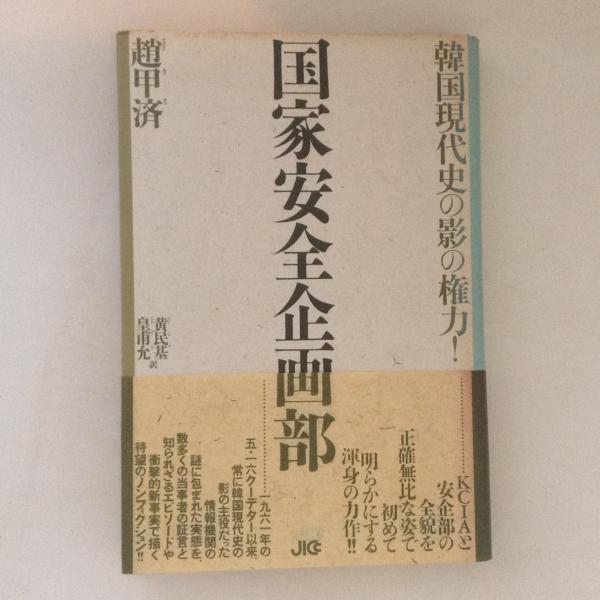 韓国現代史の影の権力!
国家安全企画部
趙甲済
黄民基
皇甫允
訳
KCIAと
安企部の
全貌を
初めて
正確無比な姿で
明らかにする
渾身の力作!!
一九六一年の
五・一六クーデター以来、
常に韓国現代史の
影の主役だった
情報機関の
謎に包まれた実態を、
数多くの当事者の証言と
知られざるエピソードや
衝撃的新事実で描く
待望のノンフィクション!!
JICC